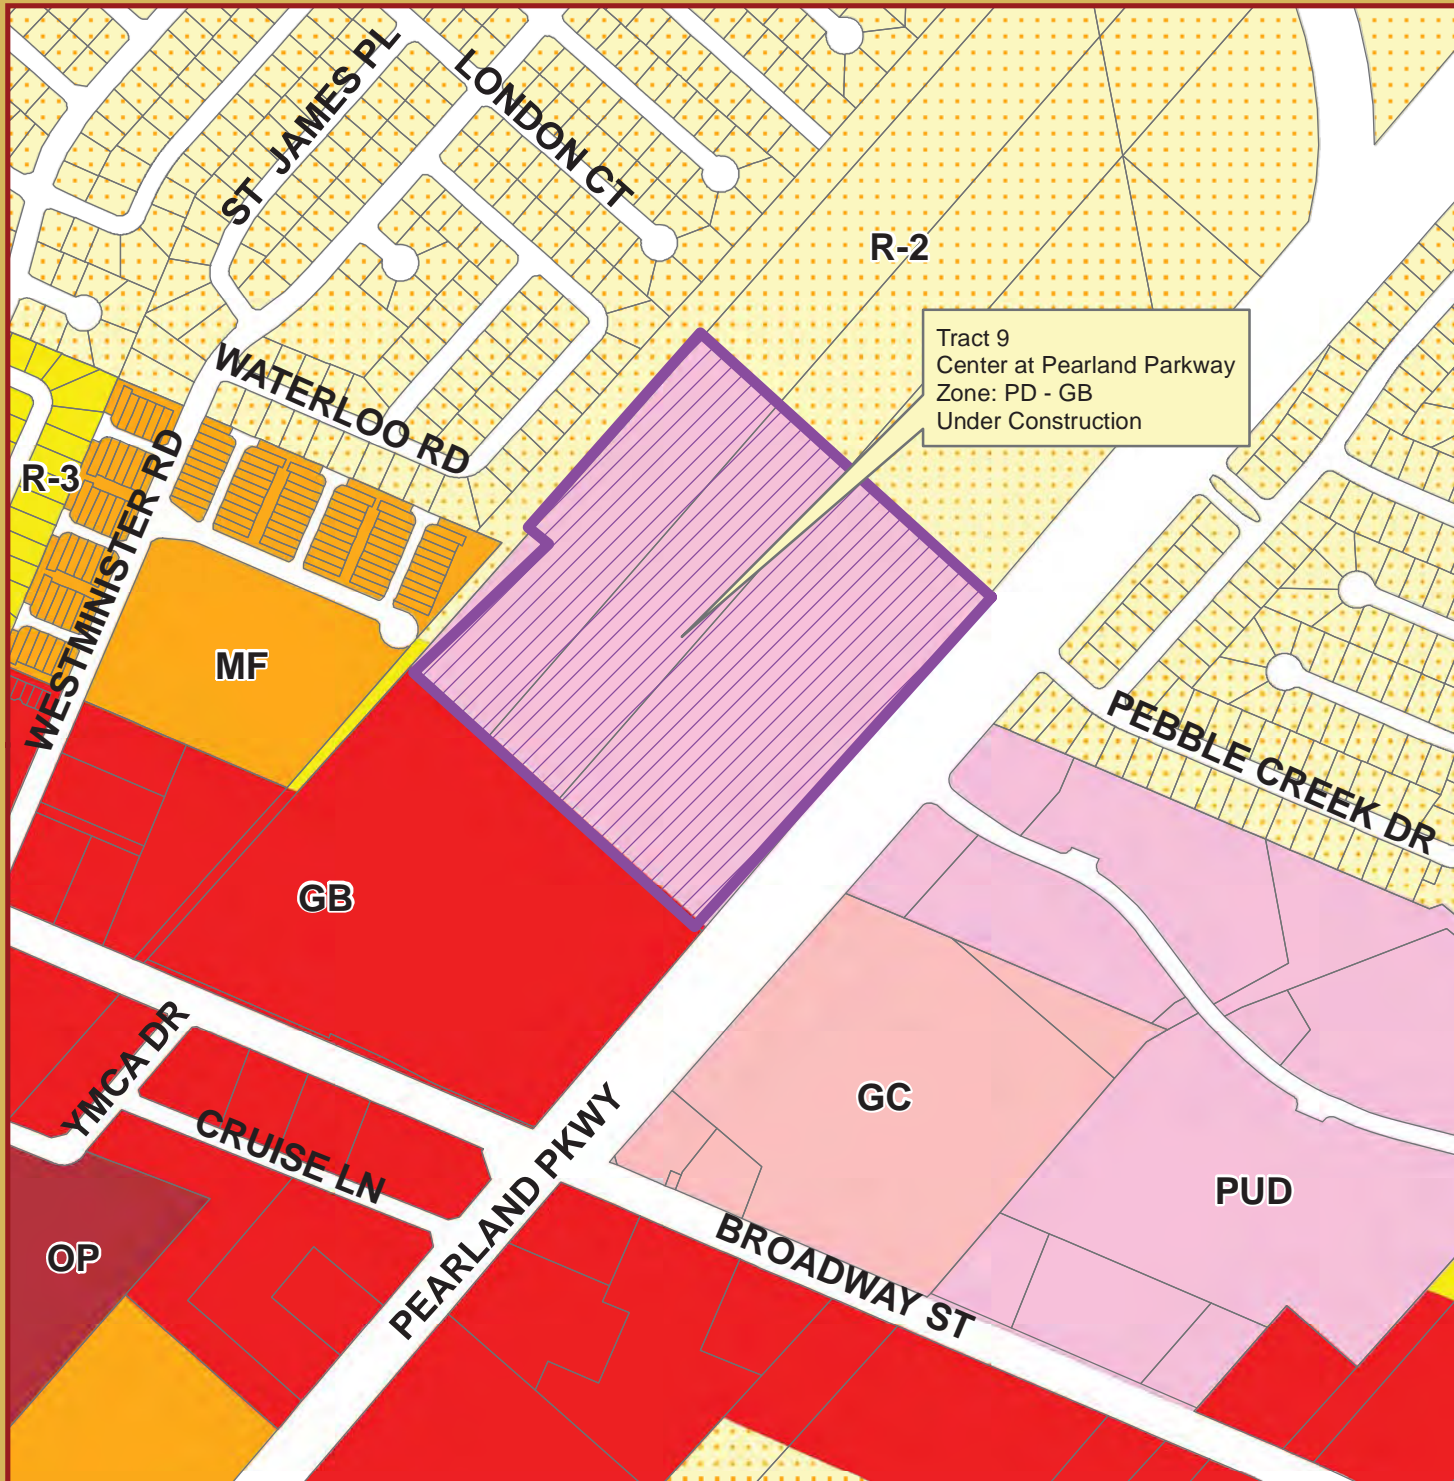 ST JAMES PL
LONDON CT
R-2
Tract 9
Center at Pearland Parkway
Zone: PD - GB
Under Construction
WATERLOO RD
R-3
WESTMINISTER RD
MF
PEBBLE CREEK DR
GB
YMCA DR
CRUISE LN
PEARLAND PKWY
GC
PUD
OP
BROADWAY ST